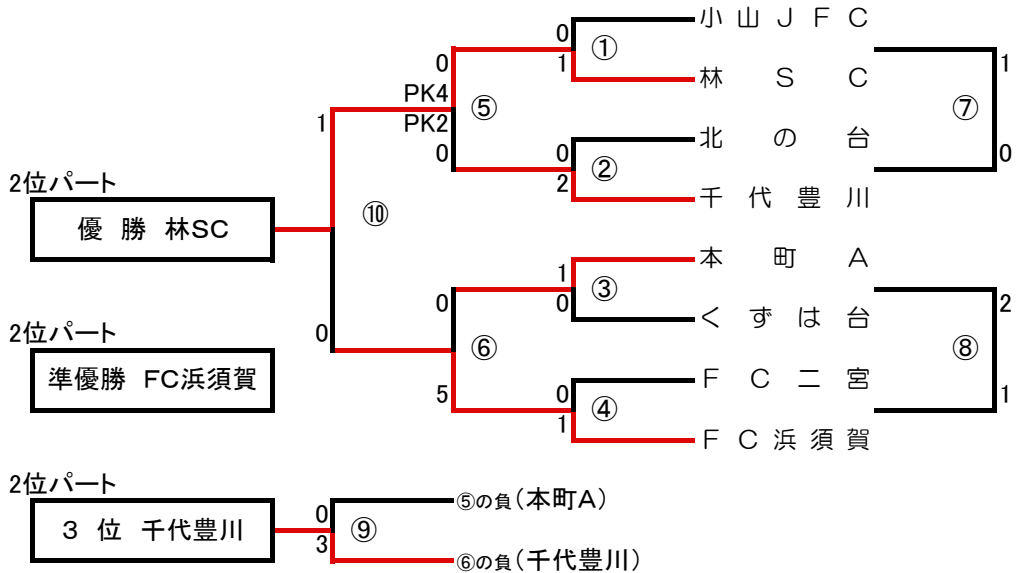 小山JFC
0
①
1
1
林SC
0
PK4
⑤
⑦
PK2
1
北の台
0
0
0
②
2位パート
2
千代豊川
優勝 林SC
⑩
本町A
1
③
0
0
くずは台
2
2位パート
0
⑥
⑧
準優勝 FC浜須賀
FC二宮
5
0
④
1
1
FC浜須賀
2位パート
⑤の負(本町A)
3位 千代豊川
0
⑨
3
⑥の負(千代豊川)